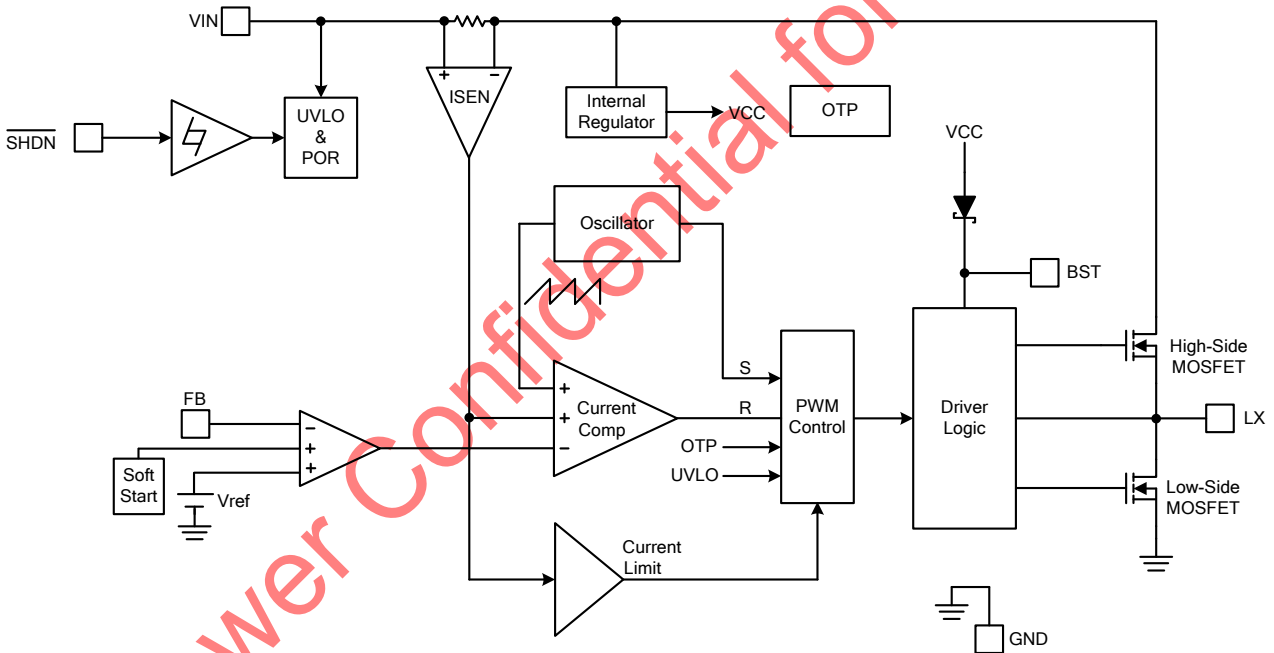 VIN
+ −
ISEN
Internal
Regulator
VCC
OTP
UVLO
&
POR
SHDN
VCC
Oscillator
BST
High-Side
MOSFET
S
FB
+
+
−
Current
Comp
R
PWM
Control
Driver
Logic
LX
−
+
+
OTP
UVLO
Soft
Start
Vref
Low-Side
MOSFET
Current
Limit
GND
wer Confidential for